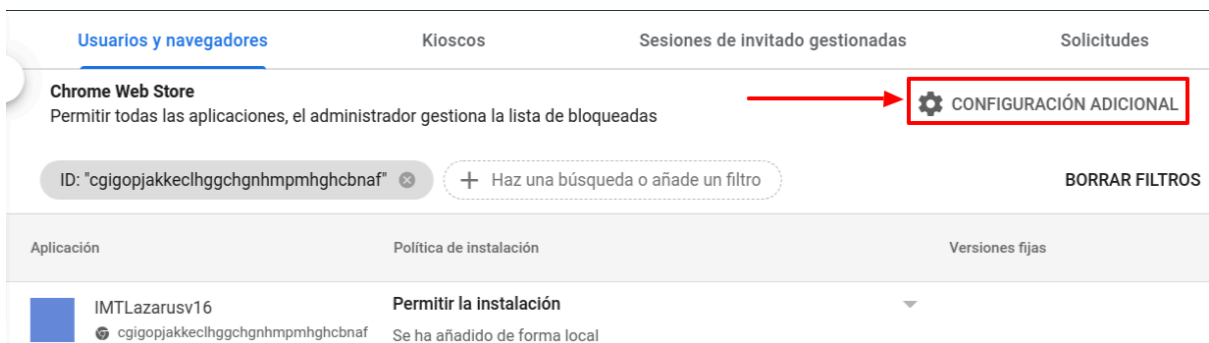 Usuarios y navegadores Kioscos Sesiones de invitado gestionadas Solicitudes
Chrome Web Store
Permitir todas las aplicaciones, el administrador gestiona la lista de bloqueadas
CONFIGURACIÓN ADICIONAL
ID: "cgigopjakkeclhggchgnhmpmhghcbnaf" + Haz una búsqueda o añade un filtro BORRAR FILTROS
Aplicación Política de instalación Versiones fijas
IMTLazarusv16 Permitir la instalación
cgigopjakkeclhggchgnhmpmhghcbnaf Se ha añadido de forma local